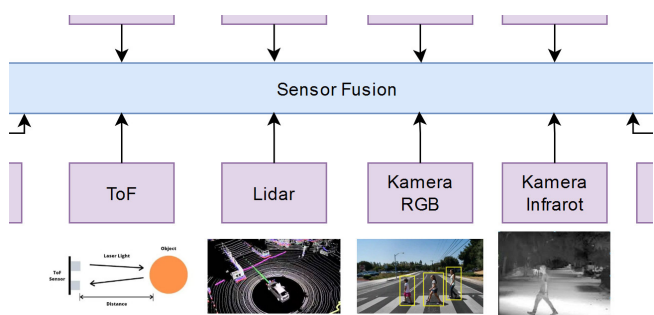 Sensor Fusion
ToF
Lidar
Kamera
RGB
Kamera
Infrarot
Object
Laser Light
ToF
Sensor
Distance